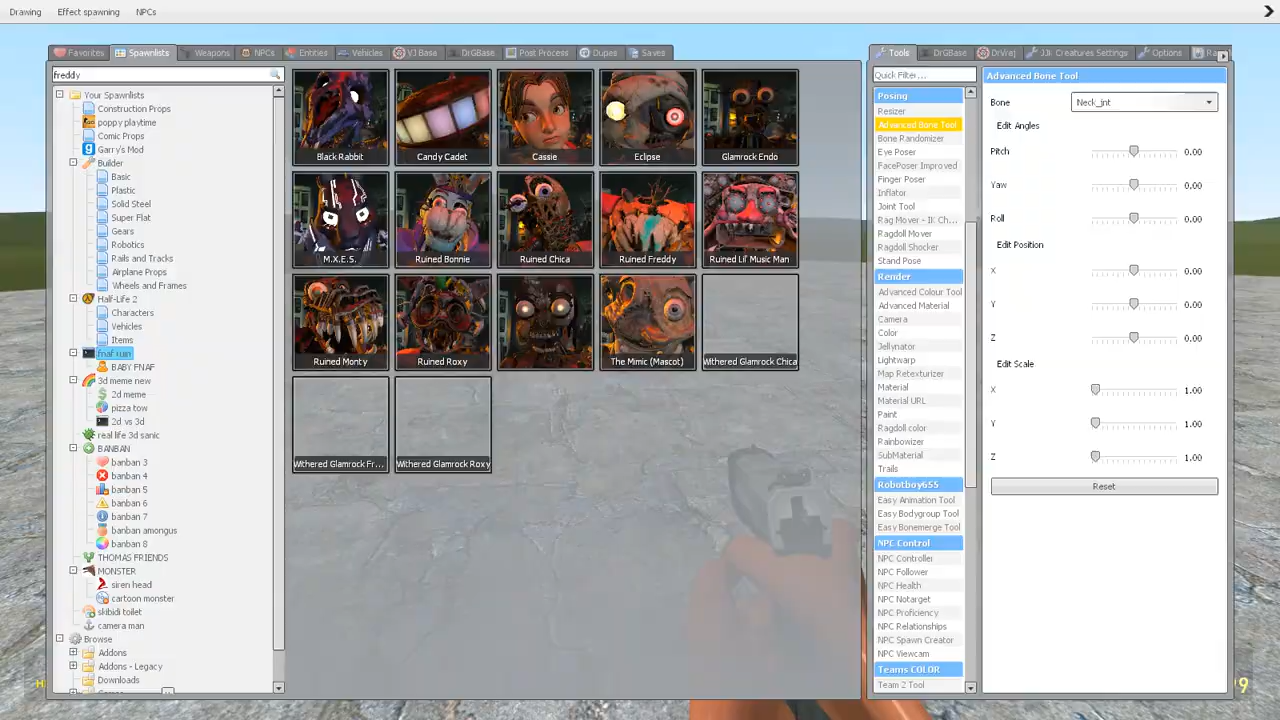 Drawing Effect spawning NPCs
Favorites Spawnlists Weapons NPCs Entities Vehicles VJ Base DrGBase Post Process Dupes Saves
freddy
Your Spawnlists
Construction Props
poppy playtime
Comic Props
Garry's Mod
Builder
Basic
Plastic
Solid Steel
Super Flat
Gears
Robotics
Rails and Tracks
Airplane Props
Wheels and Frames
Half-Life 2
Characters
Vehicles
Items
BABY FNAF
3d meme new
2d meme
pizza tow
2d vs 3d
real life 3d sanic
BANBAN
banban 3
banban 4
banban 5
banban 6
banban 7
banban amongus
banban 8
THOMAS FRIENDS
MONSTER
siren head
cartoon monster
skibidi toilet
camera man
Browse
Addons
Addons - Legacy
Downloads
Black Rabbit Candy Cadet Cassie Eclipse Glamrock Endo
M.X.E.S. Ruined Bonnie Ruined Chica Ruined Freddy Ruined Lil' Music Man
Ruined Monty Ruined Roxy The Mimic (Mascot) Withered Glamrock Chica
Withered Glamrock Fr... Withered Glamrock Roxy
Tools DrGBase JJi Creatures Settings Options
Quick Filter...
Posing
Resizer
Advanced Bone Tool
Bone Randomizer
Eye Poser
FacePoser Improved
Finger Poser
Inflator
Joint Tool
Rag Mover - IK Ch...
Ragdoll Mover
Ragdoll Shocker
Stand Pose
Render
Advanced Colour Tool
Advanced Material
Camera
Color
Jellynator
Lightwarp
Map Retexturizer
Material
Material URL
Paint
Ragdoll color
Rainbowizer
SubMaterial
Trails
Robotboy655
Easy Animation Tool
Easy Bodygroup Tool
Easy Bonemerge Tool
NPC Control
NPC Controller
NPC Follower
NPC Health
NPC Notarget
NPC Proficiency
NPC Relationships
NPC Spawn Creator
NPC Viewcam
Teams COLOR
Team 2 Tool
Advanced Bone Tool
Bone Neck_jnt
Edit Angles
Pitch 0.00
Yaw 0.00
Roll 0.00
Edit Position
X 0.00
Y 0.00
Z 0.00
Edit Scale
X 1.00
Y 1.00
Z 1.00
Reset